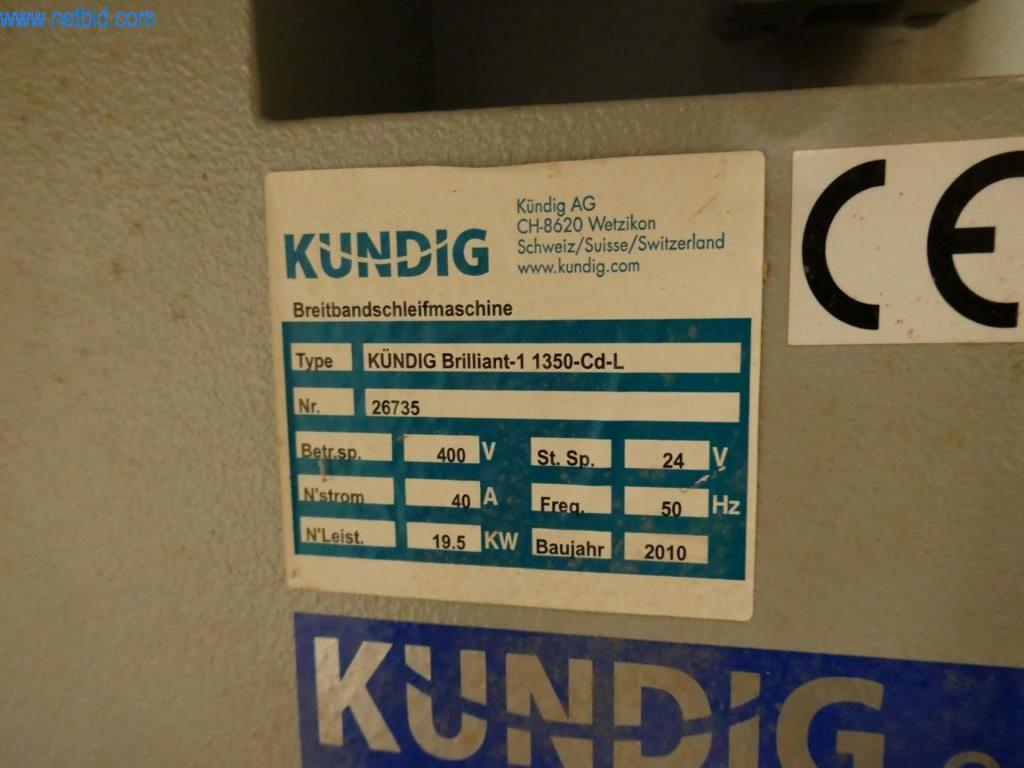 www.netbid.com
KÜNDIG
Kündig AG
CH-8620 Wetzikon
Schweiz/Suisse/Switzerland
www.kundig.com
CE
Breitbandschleifmaschine
Type KÜNDIG Brilliant-1 1350-Cd-L
Nr. 26735
Betr.sp. 400 V St. Sp. 24 V
N'strom 40 A Freq. 50 Hz
N'Leist. 19.5 KW Baujahr 2010
KÜNDIG